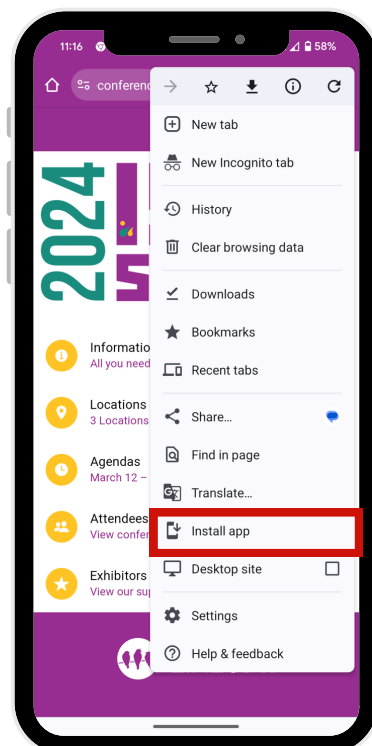 11:16
58%
conferenc
New tab
New Incognito tab
History
Clear browsing data
Downloads
Bookmarks
Recent tabs
Share...
Find in page
Translate...
Install app
Desktop site
Settings
Help & feedback
2024
Informatio
All you need
Locations
3 Locations
Agendas
March 12 –
Attendees
View confer
Exhibitors
View our sup